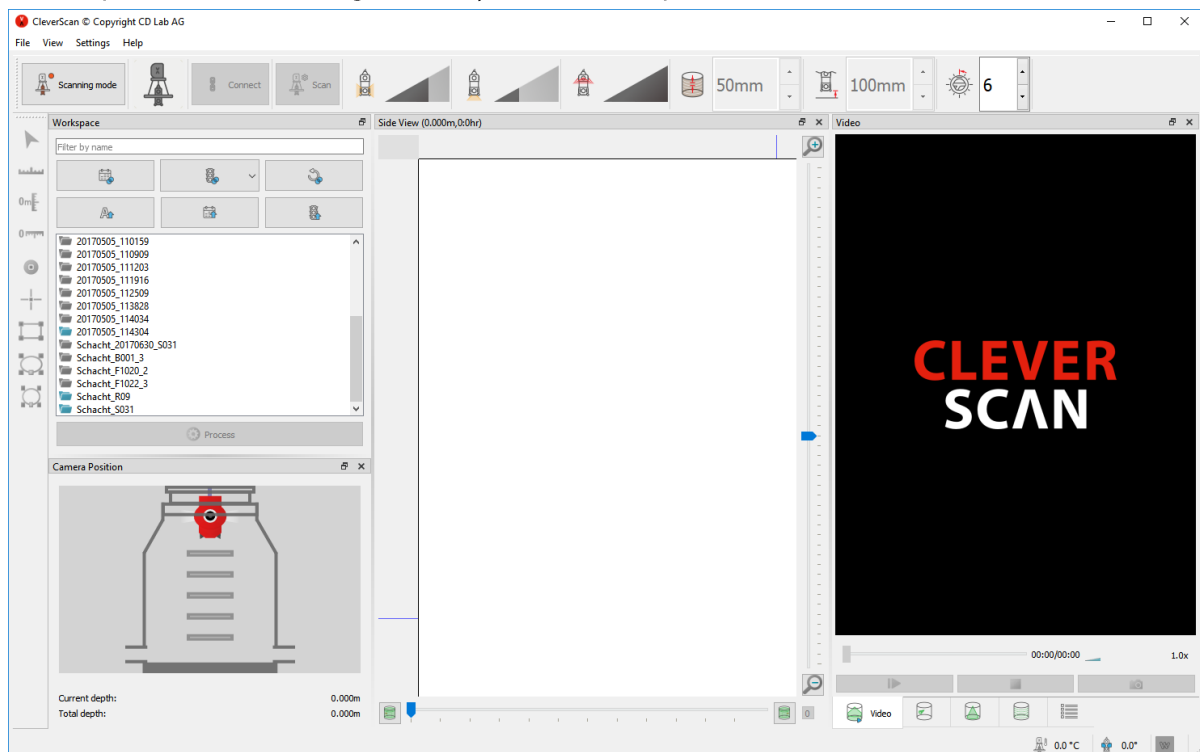 CleverScan © Copyright CD Lab AG
File View Settings Help
Scanning mode Connect Scan 50mm 100mm 6
Workspace
Side View (0.000m,0:0hr)
Video
Filter by name
0m
0
20170505_110159
20170505_110909
20170505_111203
20170505_111916
20170505_112509
20170505_113828
20170505_114034
20170505_114304
Schacht_20170630_S031
Schacht_B001_3
Schacht_F1020_2
Schacht_F1022_3
Schacht_R09
Schacht_S031
Process
Camera Position
Current depth: 0.000m
Total depth: 0.000m
0
CLEVER
SCAN
00:00/00:00 1.0x
Video
0.0 °C 0.0°